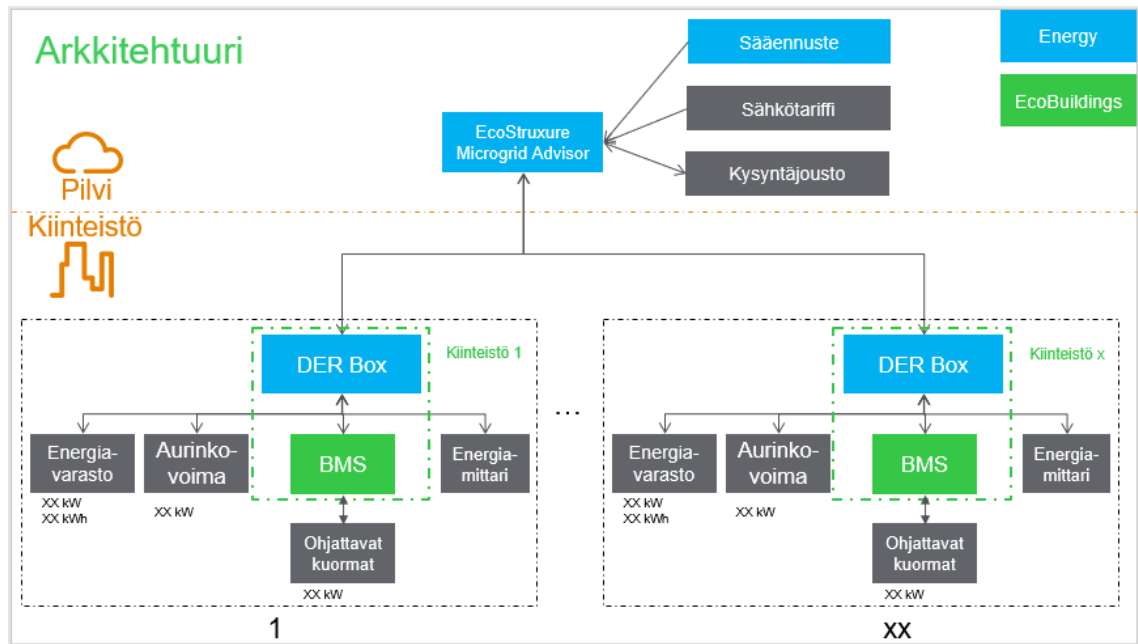 Arkkitehtuuri
Sääennuste
Energy
Sähkötariffi
EcoBuildings
EcoStruxure
Microgrid Advisor
Kysyntäjousto
Pilvi
Kiinteistö
DER Box
Kiinteistö 1
Energia-
varasto
XX kW
XX kWh
Aurinko-
voima
XX kW
BMS
Energia-
mittari
Ohjattavat
kuormat
XX kW
1
...
DER Box
Kiinteistö x
Energia-
varasto
XX kW
XX kWh
Aurinko-
voima
XX kW
BMS
Energia-
mittari
Ohjattavat
kuormat
XX kW
xx